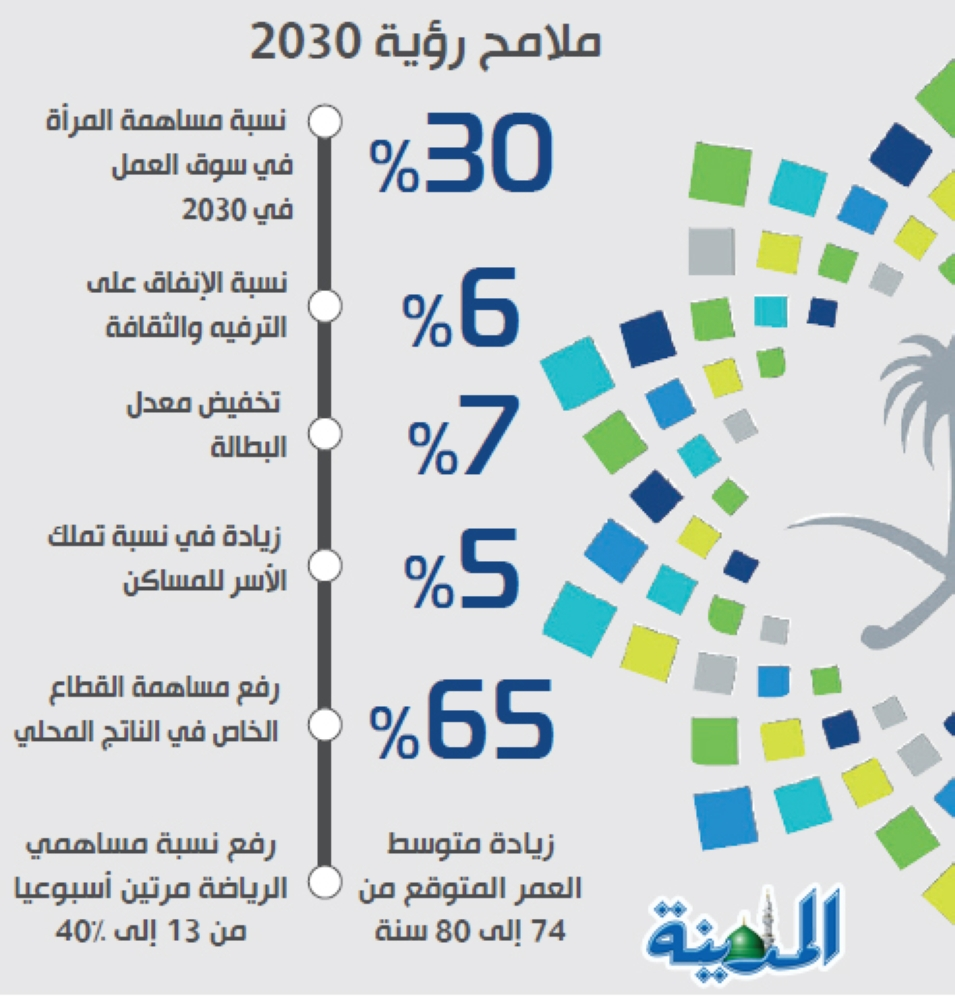 ملامح رؤية 2030
%30
نسبة مساهمة المرأة
في سوق العمل
في 2030
%6
نسبة الإنفاق على
الترفيه والثقافة
%7
تخفيض معدل
البطالة
%5
زيادة في نسبة تملك
الأسر للمساكن
%65
رفع مساهمة القطاع
الخاص في الناتج المحلي
زيادة متوسط
العمر المتوقع من
74 إلى 80 سنة
رفع نسبة مساهمي
الرياضة مرتين أسبوعيا
من 13 إلى 40٪
المدينة